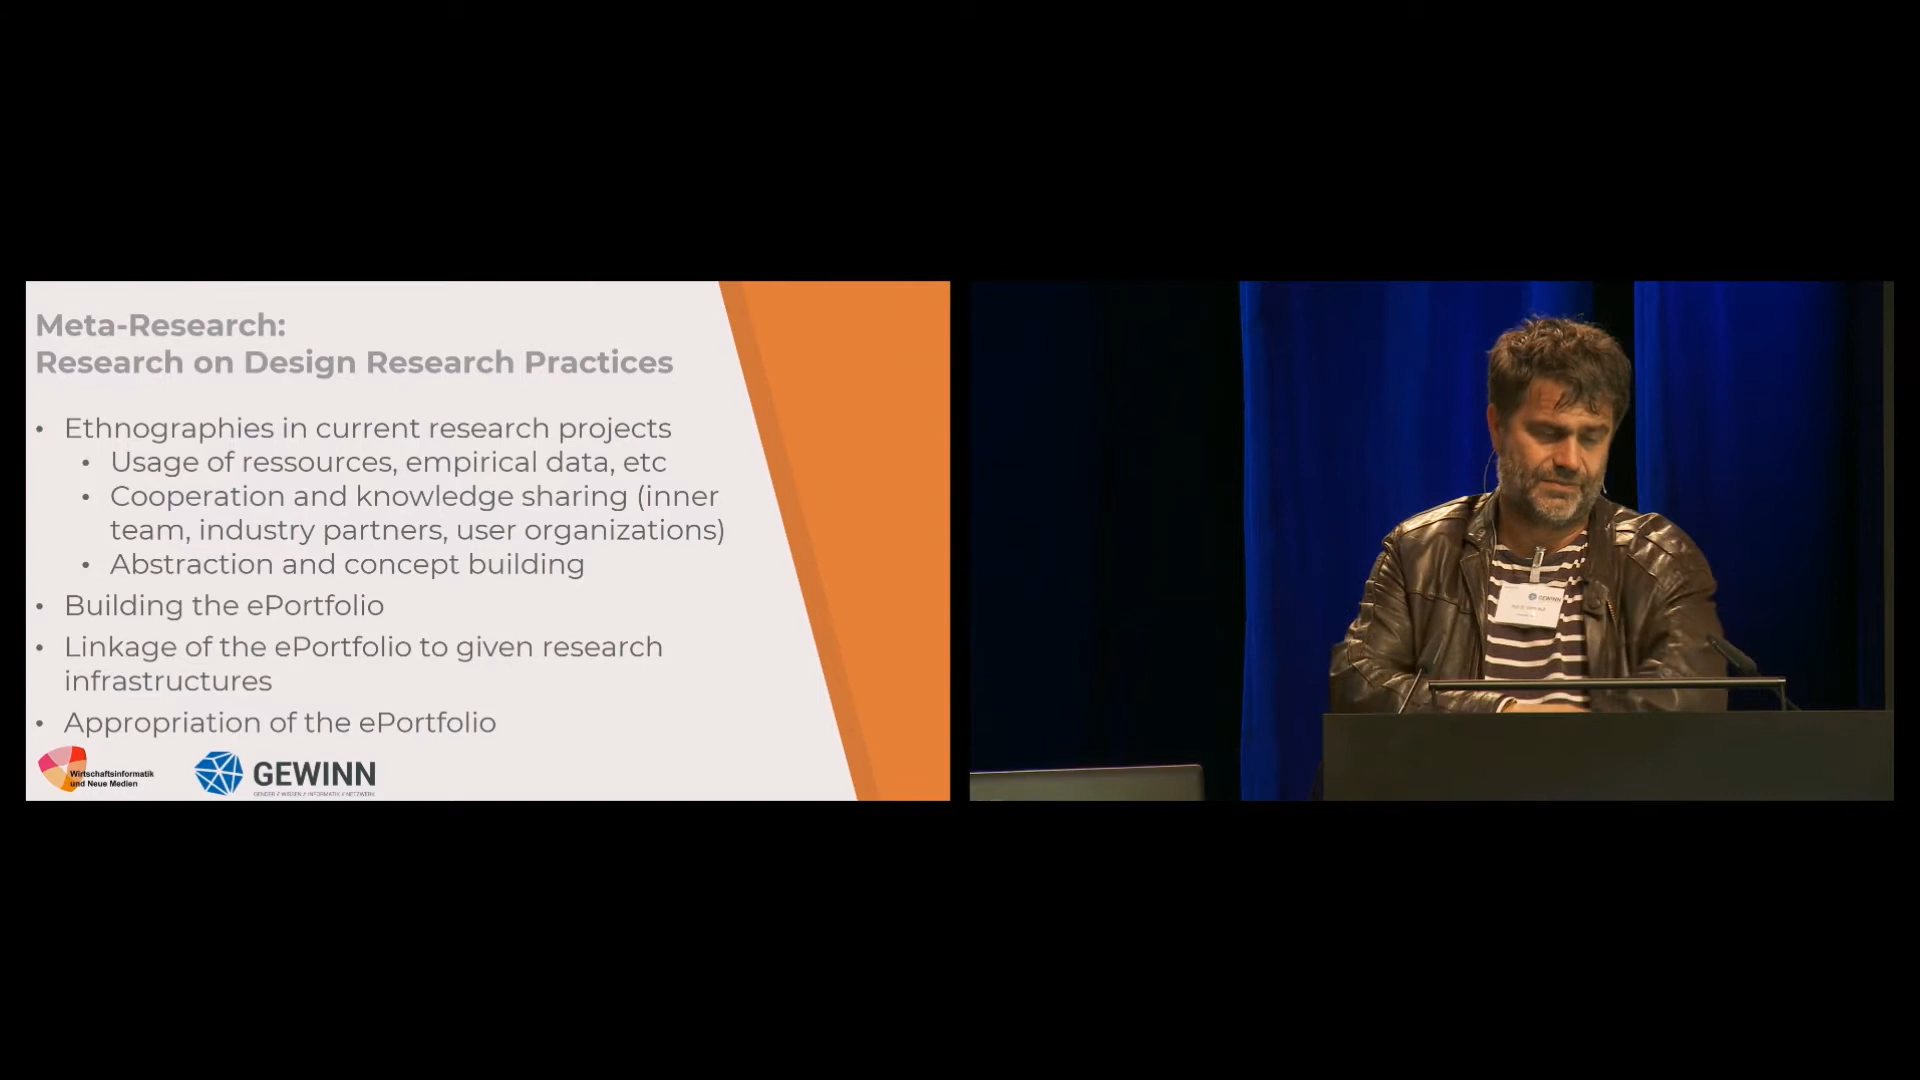 Meta-Research:
Research on Design Research Practices
• Ethnographies in current research projects
• Usage of ressources, empirical data, etc
• Cooperation and knowledge sharing (inner
team, industry partners, user organizations)
• Abstraction and concept building
• Building the ePortfolio
• Linkage of the ePortfolio to given research
infrastructures
• Appropriation of the ePortfolio
Wirtschaftsinformatik
und Neue Medien
GEWINN
GENDER // WISSEN // INFORMATIK // NETZWERK
GEWINN